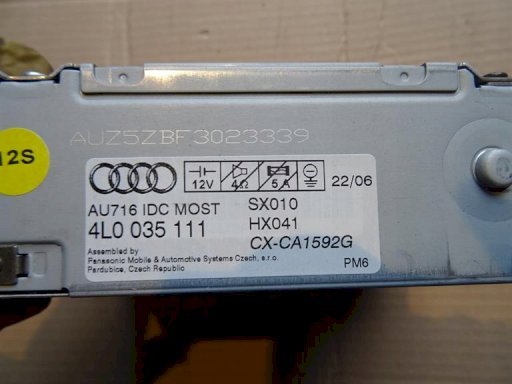 AUZ5ZBF3023339
12S
12V
4Ω
5A
22/06
AU716 IDC MOST
SX010
4L0 035 111
HX041
CX-CA1592G
Assembled by
Panasonic Mobile & Automotive Systems Czech, s.r.o.
Pardubice, Czech Republic
PM6